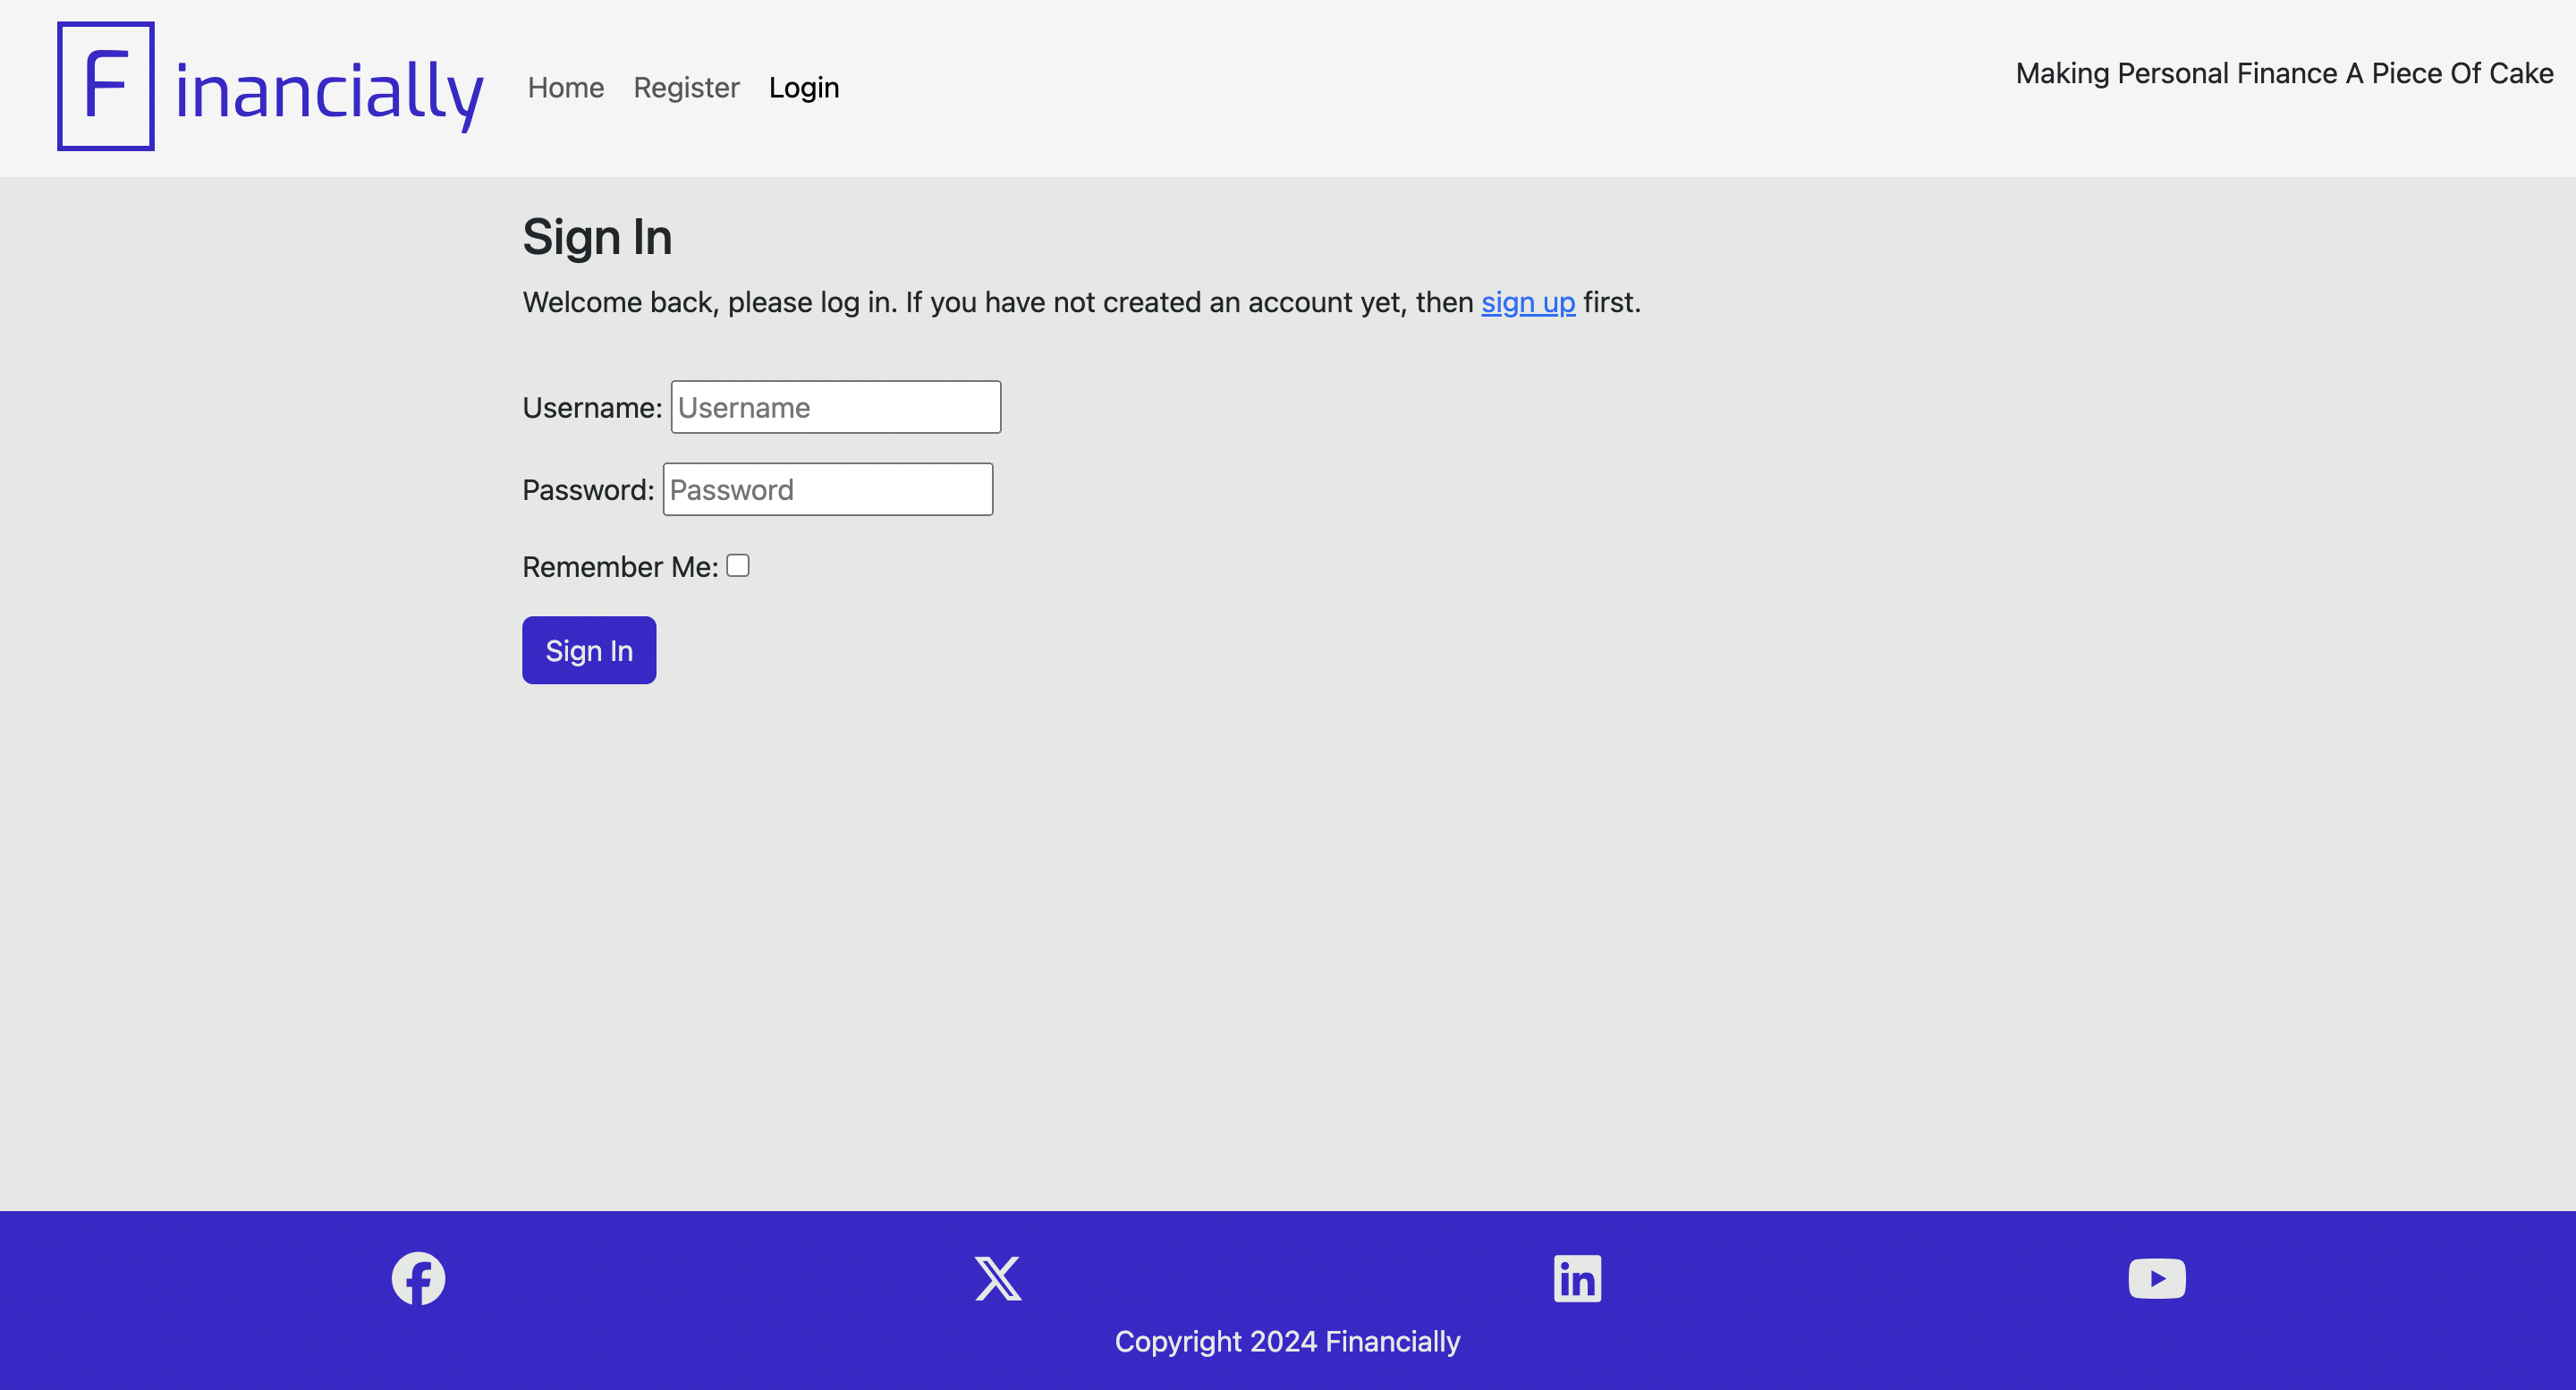 Financially Home Register Login Making Personal Finance A Piece Of Cake
Sign In
Welcome back, please log in. If you have not created an account yet, then sign up first.
Username: Username
Password: Password
Remember Me:
Sign In
Copyright 2024 Financially